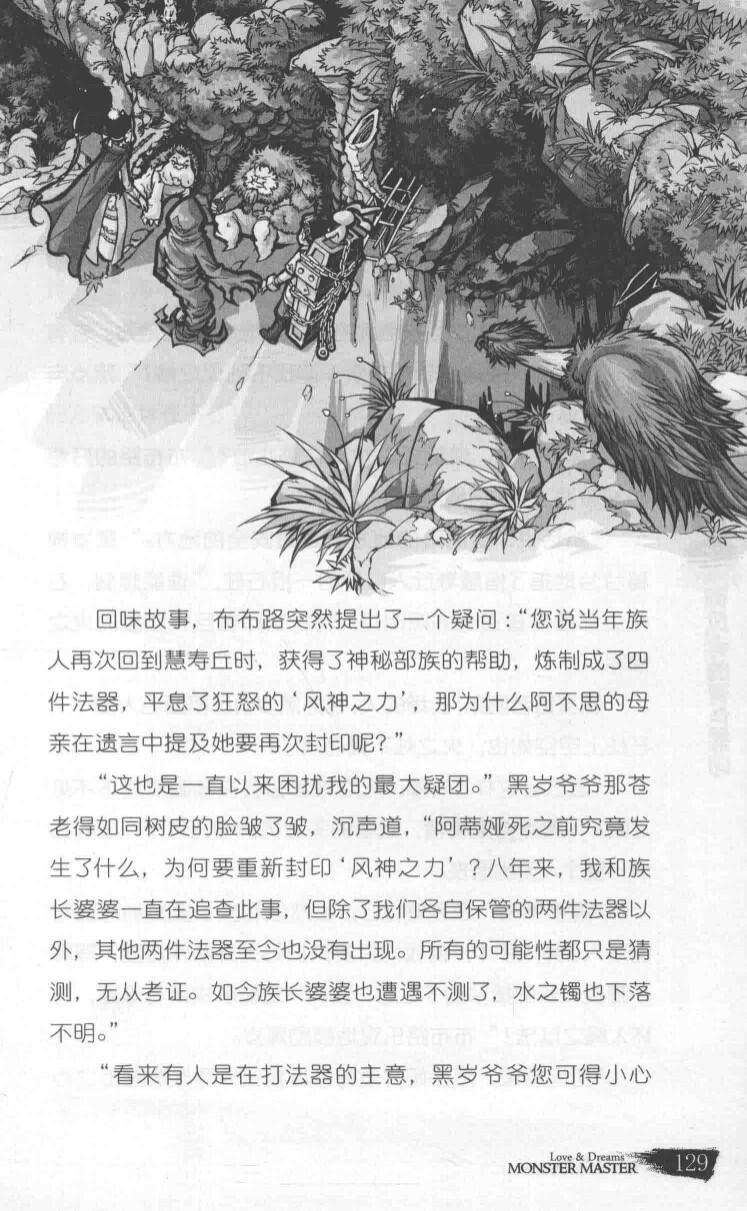 回味故事，布布路突然提出了一个疑问：“您说当年族
人再次回到慧寿丘时，获得了神秘部族的帮助，炼制成了四
件法器，平息了狂怒的‘风神之力’，那为什么阿不思的母
亲在遗言中提及她要再次封印呢？”
“这也是一直以来困扰我的最大疑团。”黑岁爷爷那苍
老得如同树皮的脸皱了皱，沉声道，“阿蒂娅死之前究竟发
生了什么，为何要重新封印‘风神之力’？八年来，我和族
长婆婆一直在追查此事，但除了我们各自保管的两件法器以
外，其他两件法器至今也没有出现。所有的可能性都只是猜
测，无从考证。如今族长婆婆也遭遇不测了，水之镯也下落
不明。”
“看来有人是在打法器的主意，黑岁爷爷您可得小心
Love & Dreams
MONSTER MASTER 129